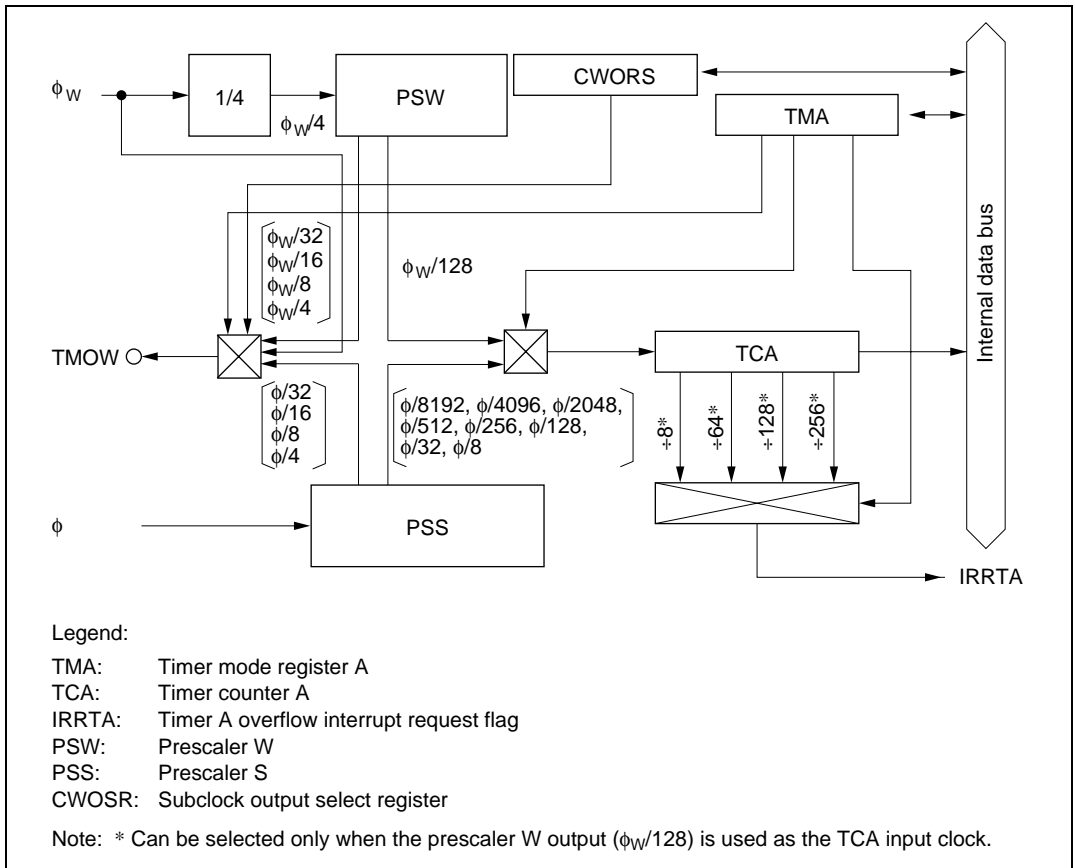 CWORS
φW
1/4
PSW
TMA
φW/4
Internal data bus
φW/32
φW/16
φW/8
φW/4
φW/128
TMOW
TCA
φ/32
φ/16
φ/8
φ/4
φ/8192, φ/4096, φ/2048,
φ/512, φ/256, φ/128,
φ/32, φ/8
÷8*
÷64*
÷128*
÷256*
φ
PSS
IRRTA
Legend:
TMA: Timer mode register A
TCA: Timer counter A
IRRTA: Timer A overflow interrupt request flag
PSW: Prescaler W
PSS: Prescaler S
CWOSR: Subclock output select register
Note: * Can be selected only when the prescaler W output (φW/128) is used as the TCA input clock.